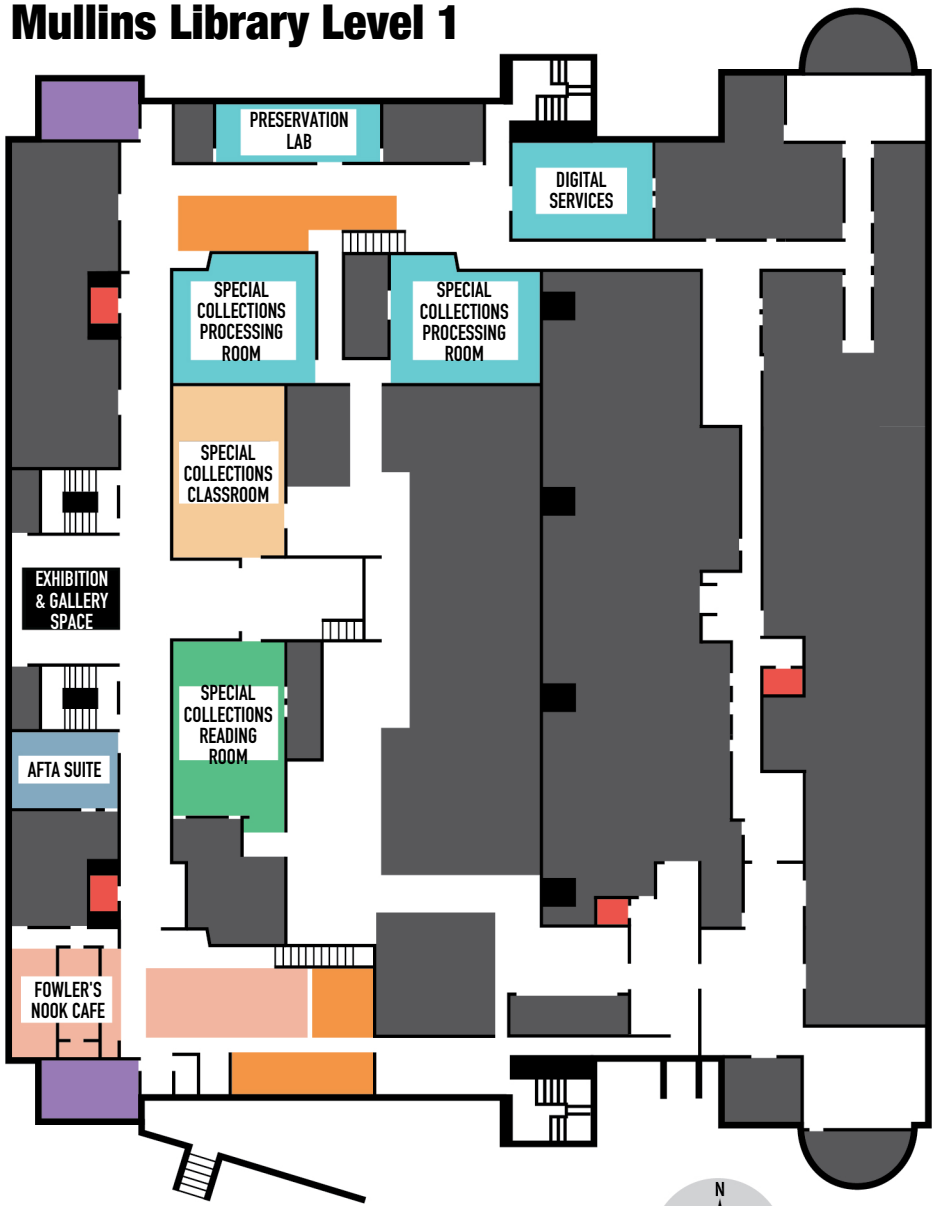 Mullins Library Level 1
PRESERVATION
LAB
DIGITAL
SERVICES
SPECIAL
COLLECTIONS
PROCESSING
ROOM
SPECIAL
COLLECTIONS
PROCESSING
ROOM
SPECIAL
COLLECTIONS
CLASSROOM
EXHIBITION
& GALLERY
SPACE
SPECIAL
COLLECTIONS
READING
ROOM
AFTA SUITE
FOWLER'S
NOOK CAFE
N